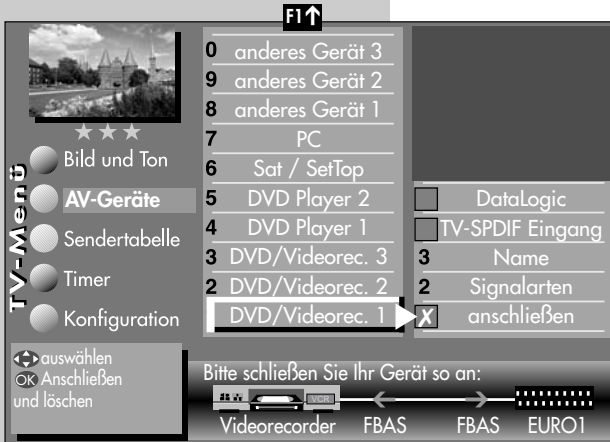 F1↑
TV-Menü
Bild und Ton
AV-Geräte
Sendertabelle
Timer
Konfiguration
0 anderes Gerät 3
9 anderes Gerät 2
8 anderes Gerät 1
7 PC
6 Sat / SetTop
5 DVD Player 2
4 DVD Player 1
3 DVD/Videorec. 3
2 DVD/Videorec. 2
DVD/Videorec. 1
DataLogic
TV-SPDIF Eingang
3 Name
2 Signalarten
X anschließen
auswählen
OK Anschließen
und löschen
Bitte schließen Sie Ihr Gerät so an:
VCR
Videorecorder FBAS FBAS EURO1